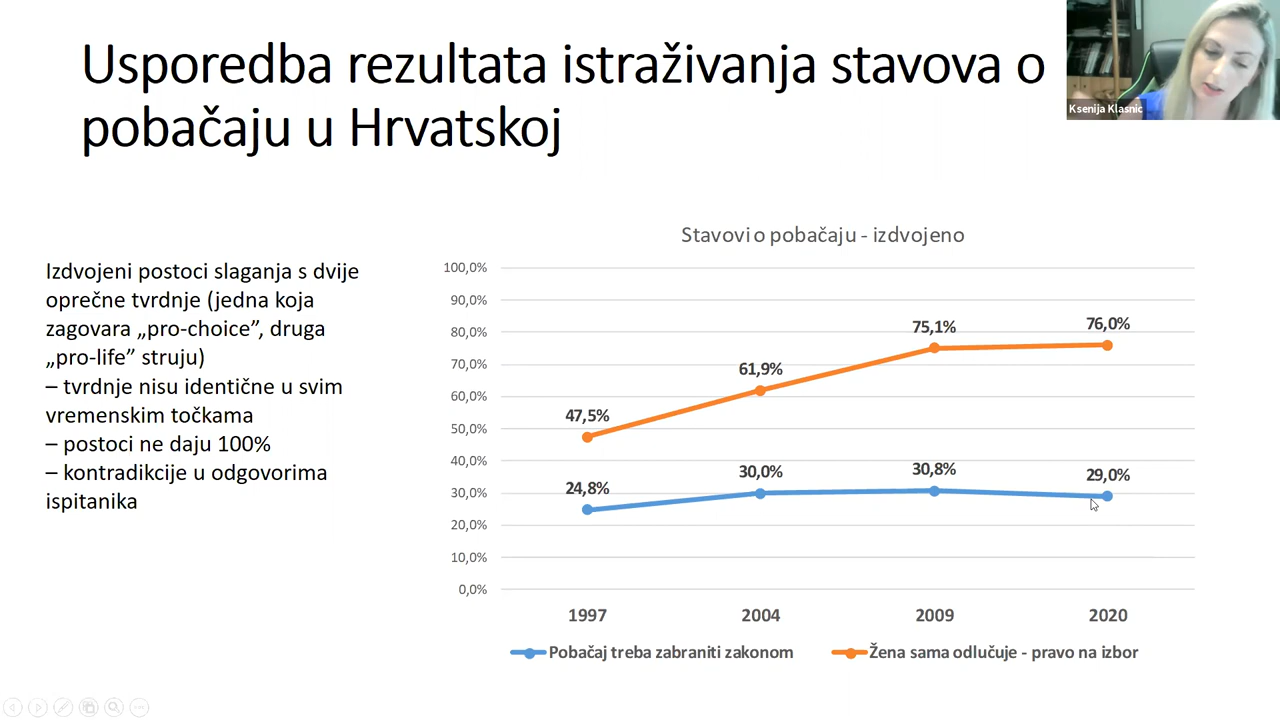 Usporedba rezultata istraživanja stavova o
pobačaju u Hrvatskoj
Ksenija Klasnic
Izdvojeni postoci slaganja s dvije
oprečne tvrdnje (jedna koja
zagovara „pro-choice”, druga
„pro-life” struju)
– tvrdnje nisu identične u svim
vremenskim točkama
– postoci ne daju 100%
– kontradikcije u odgovorima
ispitanika
Stavovi o pobačaju - izdvojeno
100,0%
90,0%
80,0%
70,0%
60,0%
50,0%
40,0%
30,0%
20,0%
10,0%
0,0%
47,5%
61,9%
75,1%
76,0%
24,8%
30,0%
30,8%
29,0%
1997
2004
2009
2020
Pobačaj treba zabraniti zakonom
Žena sama odlučuje - pravo na izbor